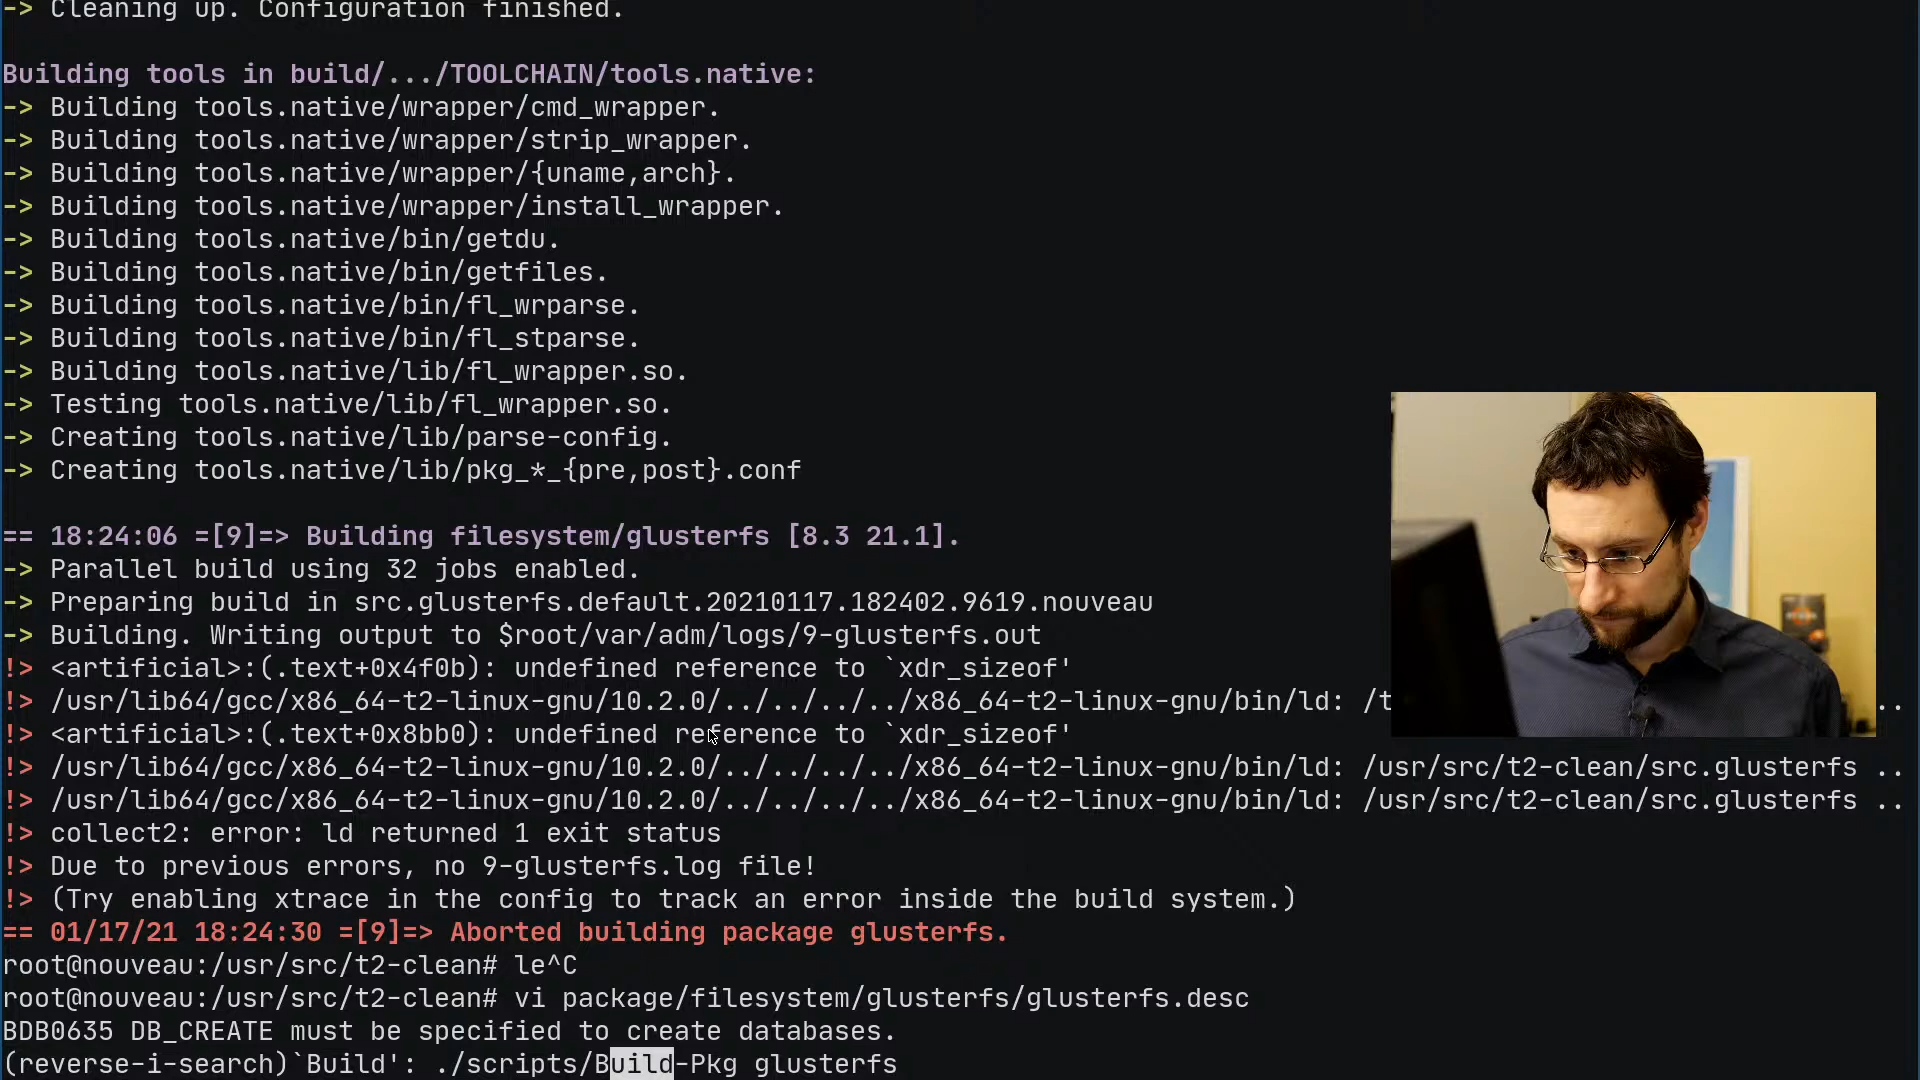 -> Cleaning up. Configuration finished.
Building tools in build/.../TOOLCHAIN/tools.native:
-> Building tools.native/wrapper/cmd_wrapper.
-> Building tools.native/wrapper/strip_wrapper.
-> Building tools.native/wrapper/{uname,arch}.
-> Building tools.native/wrapper/install_wrapper.
-> Building tools.native/bin/getdu.
-> Building tools.native/bin/getfiles.
-> Building tools.native/bin/fl_wrparse.
-> Building tools.native/bin/fl_stparse.
-> Building tools.native/lib/fl_wrapper.so.
-> Testing tools.native/lib/fl_wrapper.so.
-> Creating tools.native/lib/parse-config.
-> Creating tools.native/lib/pkg_*_{pre,post}.conf
== 18:24:06 =[9]=> Building filesystem/glusterfs [8.3 21.1].
-> Parallel build using 32 jobs enabled.
-> Preparing build in src.glusterfs.default.20210117.182402.9619.nouveau
-> Building. Writing output to $root/var/adm/logs/9-glusterfs.out
!> <artificial>:(.text+0x4f0b): undefined reference to `xdr_sizeof'
!> /usr/lib64/gcc/x86_64-t2-linux-gnu/10.2.0/../../../../x86_64-t2-linux-gnu/bin/ld: /t ..
!> <artificial>:(.text+0x8bb0): undefined reference to `xdr_sizeof'
!> /usr/lib64/gcc/x86_64-t2-linux-gnu/10.2.0/../../../../x86_64-t2-linux-gnu/bin/ld: /usr/src/t2-clean/src.glusterfs ..
!> /usr/lib64/gcc/x86_64-t2-linux-gnu/10.2.0/../../../../x86_64-t2-linux-gnu/bin/ld: /usr/src/t2-clean/src.glusterfs ..
!> collect2: error: ld returned 1 exit status
!> Due to previous errors, no 9-glusterfs.log file!
!> (Try enabling xtrace in the config to track an error inside the build system.)
== 01/17/21 18:24:30 =[9]=> Aborted building package glusterfs.
root@nouveau:/usr/src/t2-clean# le^C
root@nouveau:/usr/src/t2-clean# vi package/filesystem/glusterfs/glusterfs.desc
BDB0635 DB_CREATE must be specified to create databases.
(reverse-i-search)`Build': ./scripts/Build-Pkg glusterfs